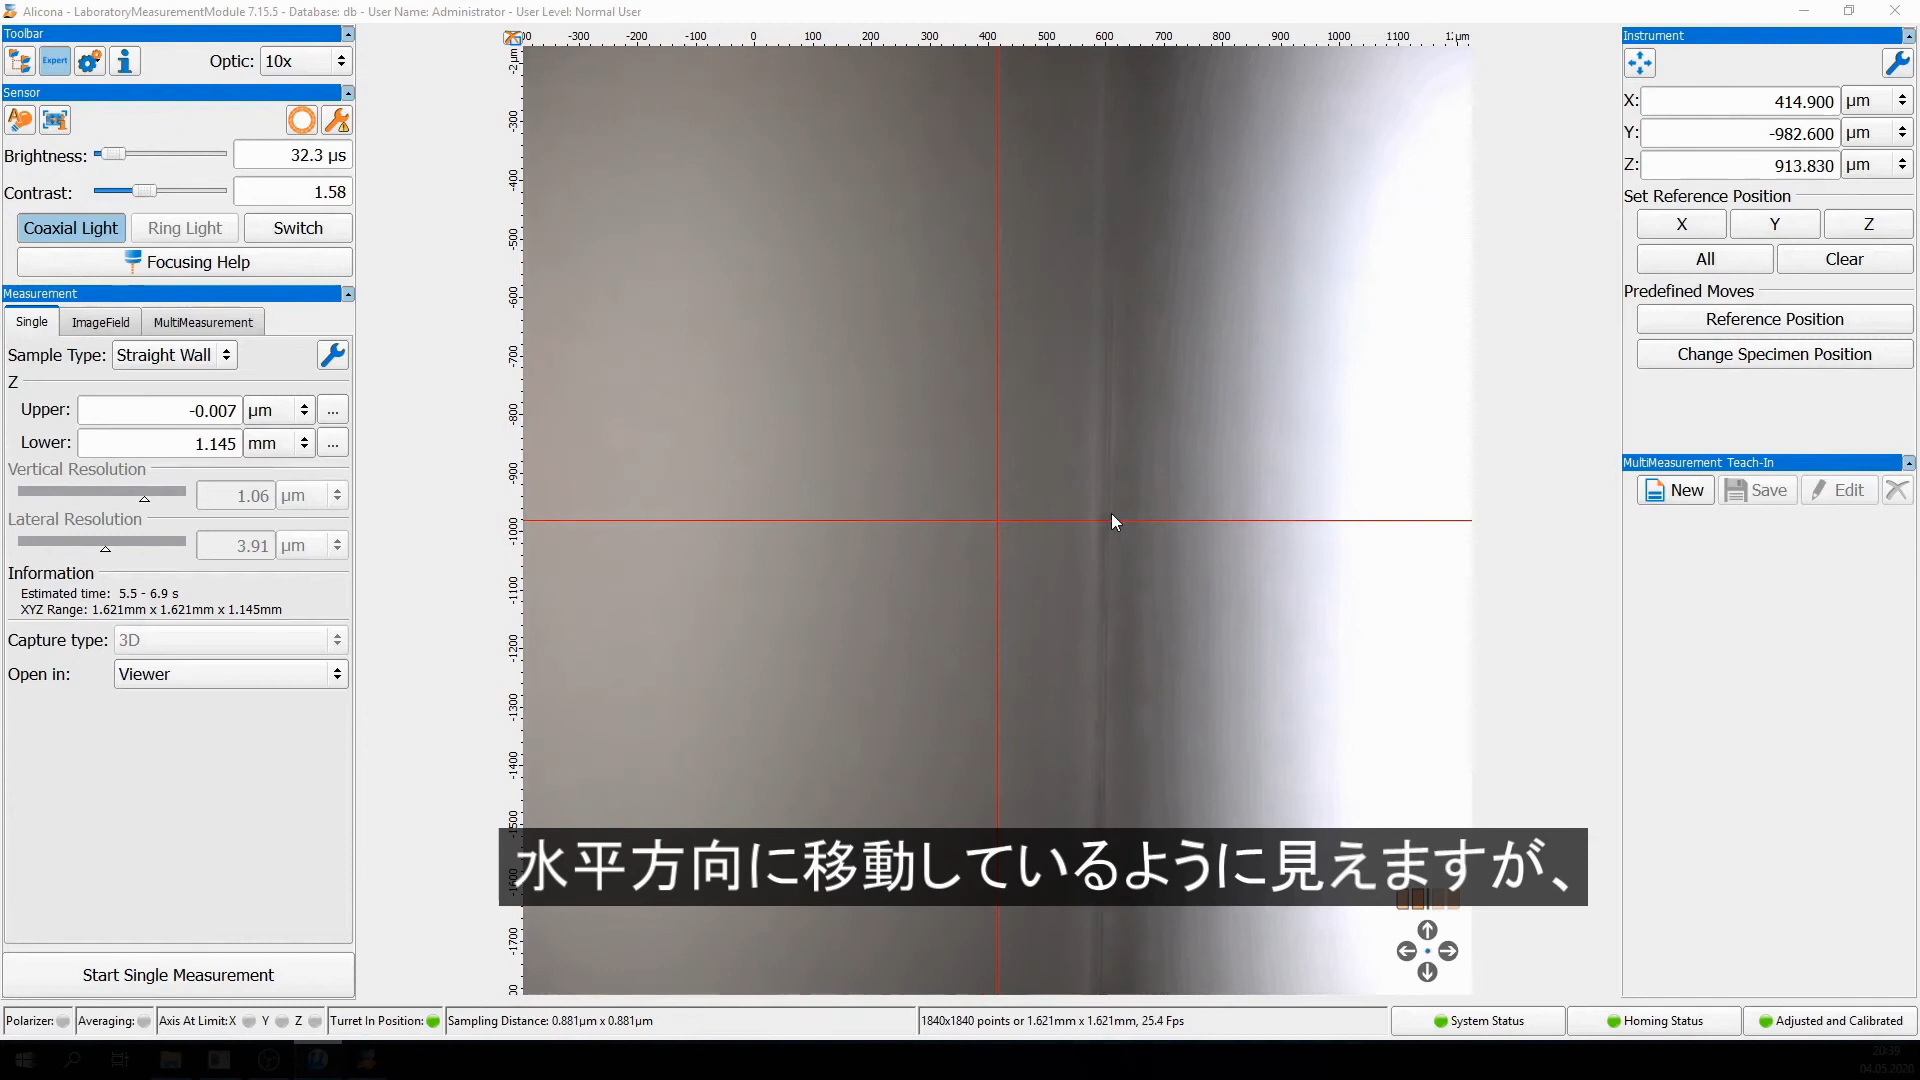 Alicona - LaboratoryMeasurementModule 7.15.5 - Database: db - User Name: Administrator - User Level: Normal User
Toolbar
Expert
Optic: 10x
Sensor
Brightness: 32.3 µs
Contrast: 1.58
Coaxial Light Ring Light Switch
Focusing Help
Measurement
Single ImageField MultiMeasurement
Sample Type: Straight Wall
Z
Upper: -0.007 µm ...
Lower: 1.145 mm ...
Vertical Resolution
1.06 µm
Lateral Resolution
3.91 µm
Information
Estimated time: 5.5 - 6.9 s
XYZ Range: 1.621mm x 1.621mm x 1.145mm
Capture type: 3D
Open in: Viewer
Start Single Measurement
-300 -200 -100 0 100 200 300 400 500 600 700 800 900 1000 1100 µm
-300
-400
-500
-600
-700
-800
-900
-1000
-1100
-1200
-1300
-1400
-1500
-1700
水平方向に移動しているように見えますが、
Instrument
X: 414.900 µm
Y: -982.600 µm
Z: 913.830 µm
Set Reference Position
X Y Z
All Clear
Predefined Moves
Reference Position
Change Specimen Position
MultiMeasurement Teach-In
New Save Edit
Polarizer: Averaging: Axis At Limit:X Y Z Turret In Position: Sampling Distance: 0.881µm x 0.881µm 1840x1840 points or 1.621mm x 1.621mm, 25.4 Fps System Status Homing Status Adjusted and Calibrated
20:39
04.05.2020